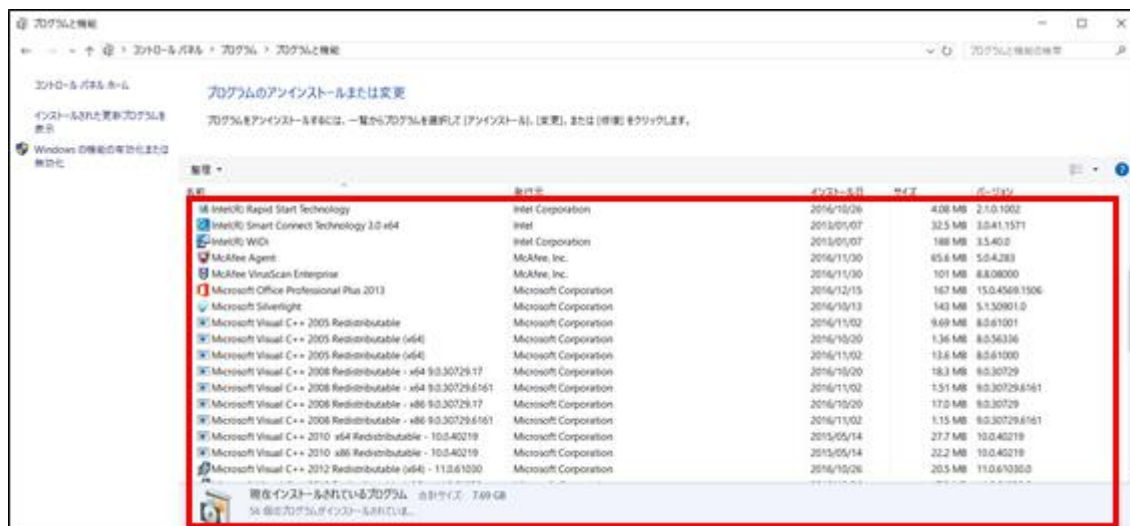 プログラムと機能
コントロール パネル › プログラム › プログラムと機能
プログラムと機能の検索
コントロール パネル ホーム
インストールされた更新プログラムを
表示
Windows の機能の有効化または
無効化
プログラムのアンインストールまたは変更
プログラムをアンインストールするには、一覧からプログラムを選択して [アンインストール]、[変更]、または [修復] をクリックします。
整理
名前 発行元 インストール日 サイズ バージョン
Intel(R) Rapid Start Technology Intel Corporation 2016/10/26 4.08 MB 2.1.0.1002
Intel(R) Smart Connect Technology 3.0 x64 Intel 2013/01/07 32.5 MB 3.0.41.1571
Intel(R) WiDi Intel Corporation 2013/01/07 188 MB 3.5.40.0
McAfee Agent McAfee, Inc. 2016/11/30 65.6 MB 5.0.4.283
McAfee VirusScan Enterprise McAfee, Inc. 2016/11/30 101 MB 8.8.08000
Microsoft Office Professional Plus 2013 Microsoft Corporation 2016/12/15 167 MB 15.0.4569.1506
Microsoft Silverlight Microsoft Corporation 2016/10/13 143 MB 5.1.50901.0
Microsoft Visual C++ 2005 Redistributable Microsoft Corporation 2016/11/02 9.69 MB 8.0.61001
Microsoft Visual C++ 2005 Redistributable (x64) Microsoft Corporation 2016/10/20 1.36 MB 8.0.56336
Microsoft Visual C++ 2005 Redistributable (x64) Microsoft Corporation 2016/11/02 13.6 MB 8.0.61000
Microsoft Visual C++ 2008 Redistributable - x64 9.0.30729.17 Microsoft Corporation 2016/10/20 18.3 MB 9.0.30729
Microsoft Visual C++ 2008 Redistributable - x64 9.0.30729.6161 Microsoft Corporation 2016/11/02 1.51 MB 9.0.30729.6161
Microsoft Visual C++ 2008 Redistributable - x86 9.0.30729.17 Microsoft Corporation 2016/10/20 17.0 MB 9.0.30729
Microsoft Visual C++ 2008 Redistributable - x86 9.0.30729.6161 Microsoft Corporation 2016/11/02 1.15 MB 9.0.30729.6161
Microsoft Visual C++ 2010 x64 Redistributable - 10.0.40219 Microsoft Corporation 2015/05/14 27.7 MB 10.0.40219
Microsoft Visual C++ 2010 x86 Redistributable - 10.0.40219 Microsoft Corporation 2015/05/14 22.2 MB 10.0.40219
Microsoft Visual C++ 2012 Redistributable (x64) - 11.0.61030 Microsoft Corporation 2016/10/26 20.5 MB 11.0.61030.0
現在インストールされているプログラム 合計サイズ: 7.69 GB
56 個のプログラムがインストールされていま...